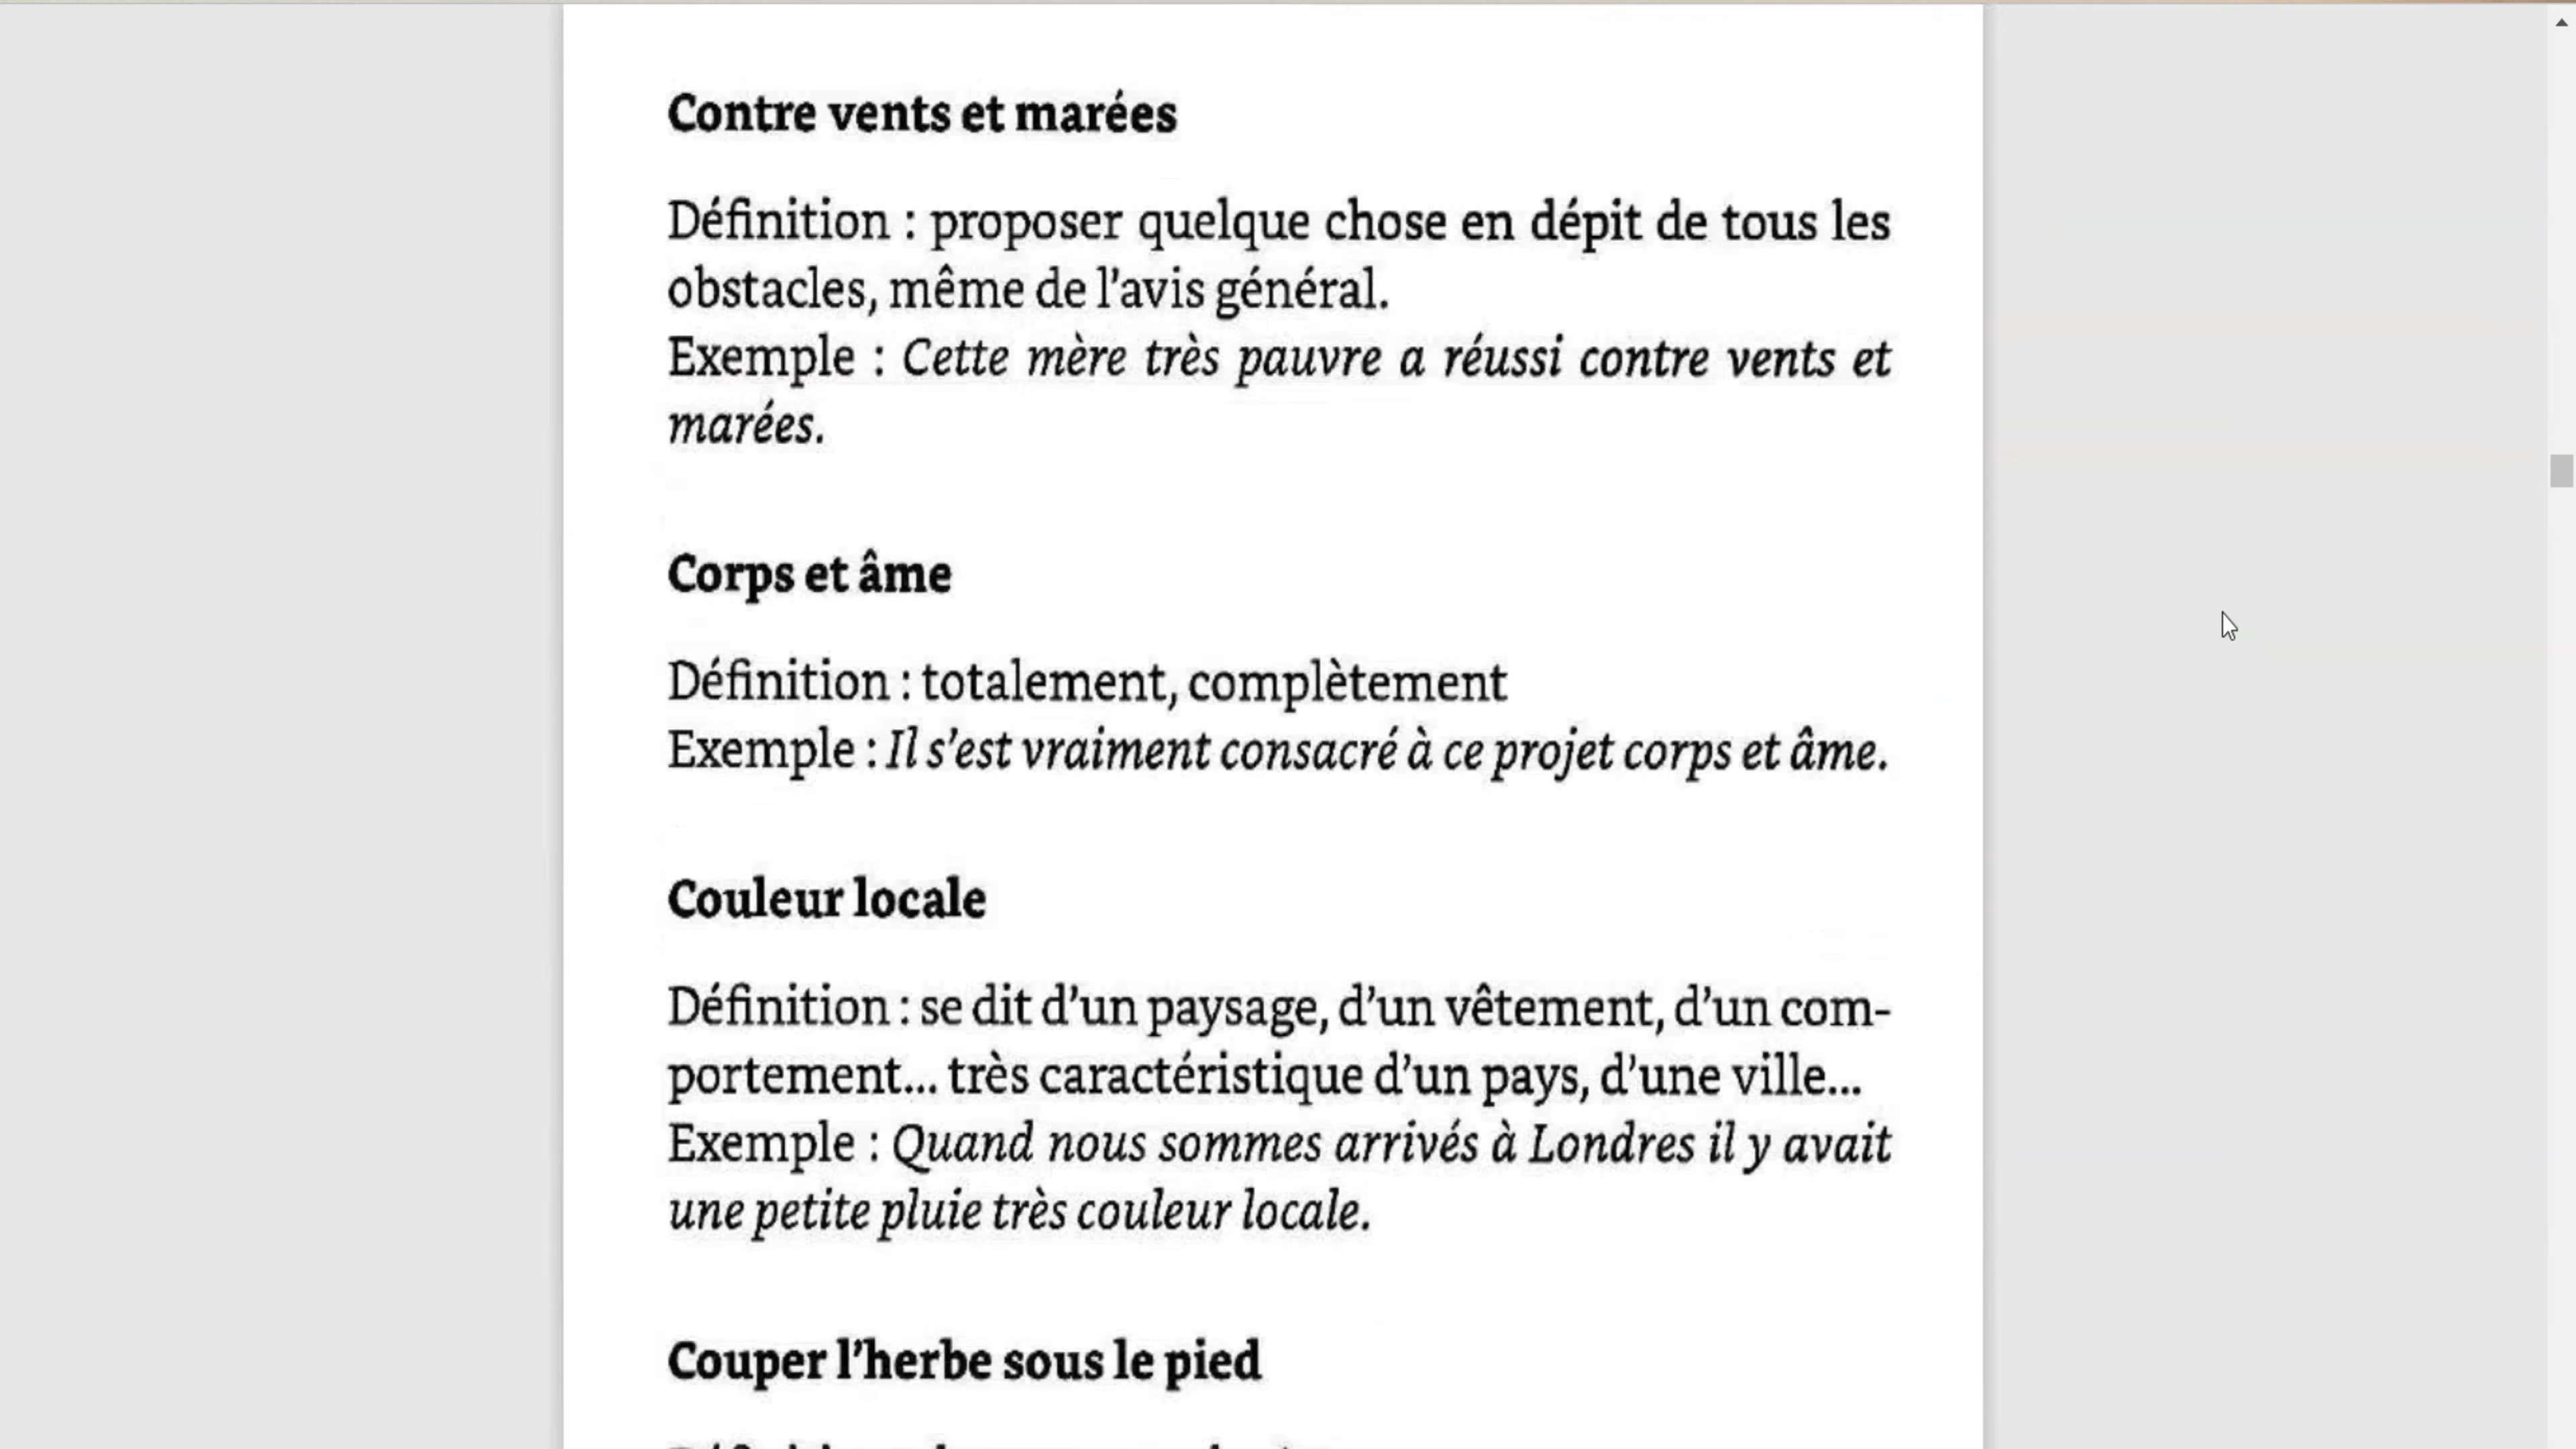 Contre vents et marées
Définition : proposer quelque chose en dépit de tous les
obstacles, même de l’avis général.
Exemple : Cette mère très pauvre a réussi contre vents et
marées.
Corps et âme
Définition : totalement, complètement
Exemple : Il s’est vraiment consacré à ce projet corps et âme.
Couleur locale
Définition : se dit d’un paysage, d’un vêtement, d’un com-
portement... très caractéristique d’un pays, d’une ville...
Exemple : Quand nous sommes arrivés à Londres il y avait
une petite pluie très couleur locale.
Couper l’herbe sous le pied